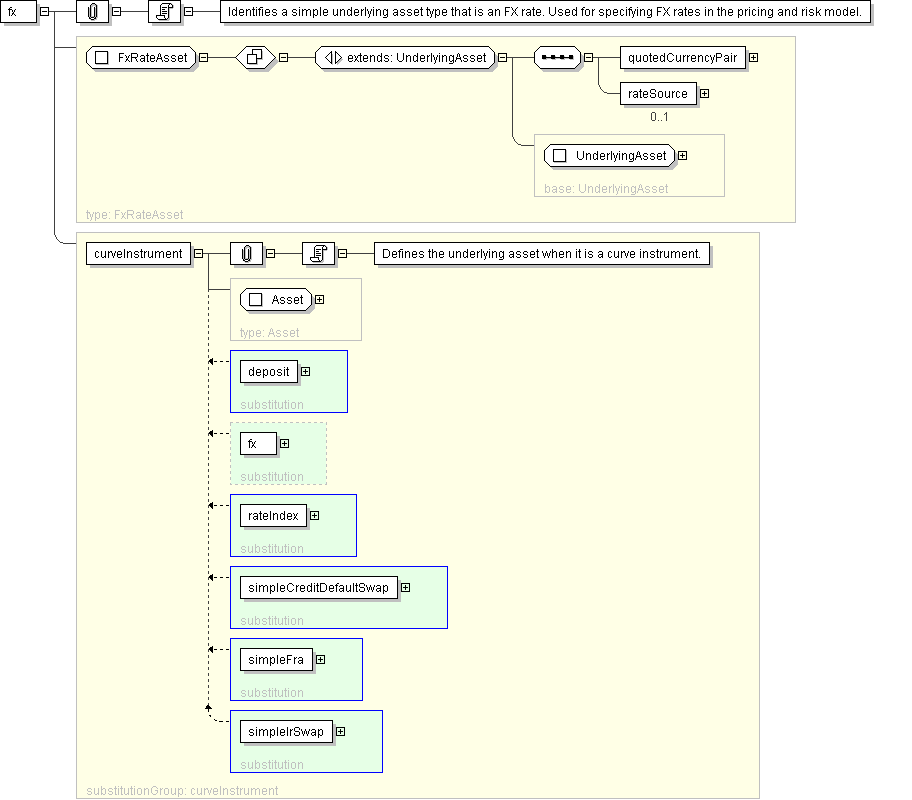 fx
Identifies a simple underlying asset type that is an FX rate. Used for specifying FX rates in the pricing and risk model.
FxRateAsset
extends: UnderlyingAsset
quotedCurrencyPair
rateSource
0..1
UnderlyingAsset
base: UnderlyingAsset
type: FxRateAsset
curveInstrument
Defines the underlying asset when it is a curve instrument.
Asset
type: Asset
deposit
substitution
fx
substitution
rateIndex
substitution
simpleCreditDefaultSwap
substitution
simpleFra
substitution
simpleIrSwap
substitution
substitutionGroup: curveInstrument